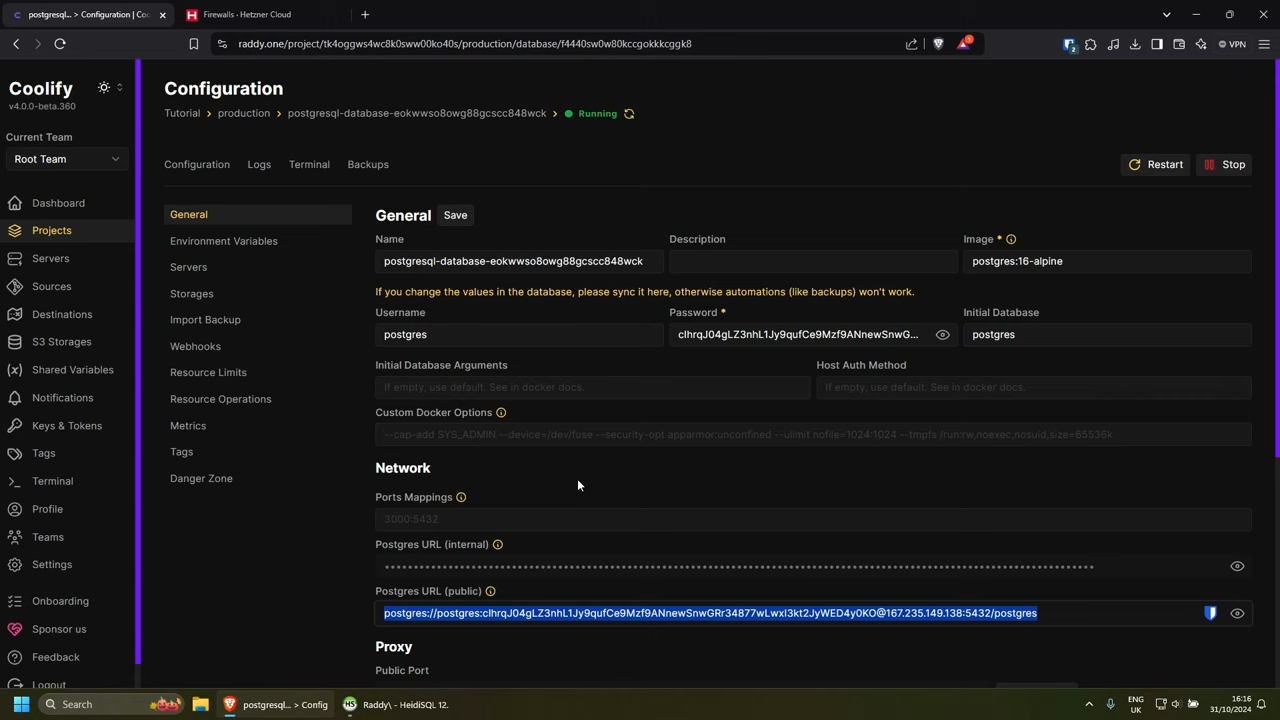 postgresql... > Configuration | Co
Firewalls - Hetzner Cloud
raddy.one/project/tk4oggws4wc8k0sww00ko40s/production/database/f4440sw0w80kccgokkkcggk8
VPN
Coolify
v4.0.0-beta.360
Current Team
Root Team
Dashboard
Projects
Servers
Sources
Destinations
S3 Storages
Shared Variables
Notifications
Keys & Tokens
Tags
Terminal
Profile
Teams
Settings
Onboarding
Sponsor us
Feedback
Logout
Configuration
Tutorial > production > postgresql-database-eokwwso8owg88gcscc848wck > Running
Configuration Logs Terminal Backups
Restart Stop
General
Environment Variables
Servers
Storages
Import Backup
Webhooks
Resource Limits
Resource Operations
Metrics
Tags
Danger Zone
General Save
Name Description Image *
postgresql-database-eokwwso8owg88gcscc848wck postgres:16-alpine
If you change the values in the database, please sync it here, otherwise automations (like backups) won't work.
Username Password * Initial Database
postgres clhrqJ04gLZ3nhL1Jy9qufCe9Mzf9ANnewSnwG... postgres
Initial Database Arguments Host Auth Method
If empty, use default. See in docker docs. If empty, use default. See in docker docs.
Custom Docker Options
--cap-add SYS_ADMIN --device=/dev/fuse --security-opt apparmor:unconfined --ulimit nofile=1024:1024 --tmpfs /run:rw,noexec,nosuid,size=65536k
Network
Ports Mappings
3000:5432
Postgres URL (internal)
Postgres URL (public)
postgres://postgres:clhrqJ04gLZ3nhL1Jy9qufCe9Mzf9ANnewSnwGRr34877wLwxI3kt2JyWED4y0KO@167.235.149.138:5432/postgres
Proxy
Public Port
Search
postgresql... > Config
Raddy\ - HeidiSQL 12.
ENG
UK
16:16
31/10/2024